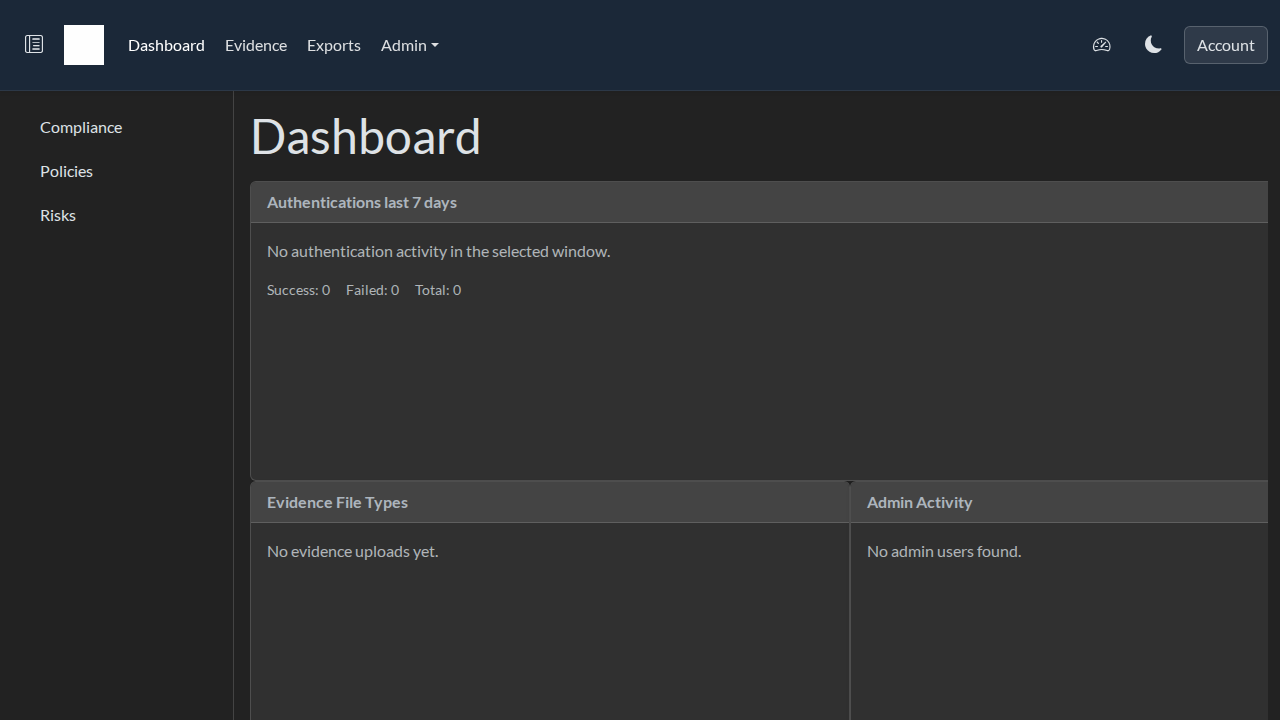 Dashboard Evidence Exports Admin Account
Compliance
Policies
Risks
Dashboard
Authentications last 7 days
No authentication activity in the selected window.
Success: 0 Failed: 0 Total: 0
Evidence File Types
No evidence uploads yet.
Admin Activity
No admin users found.